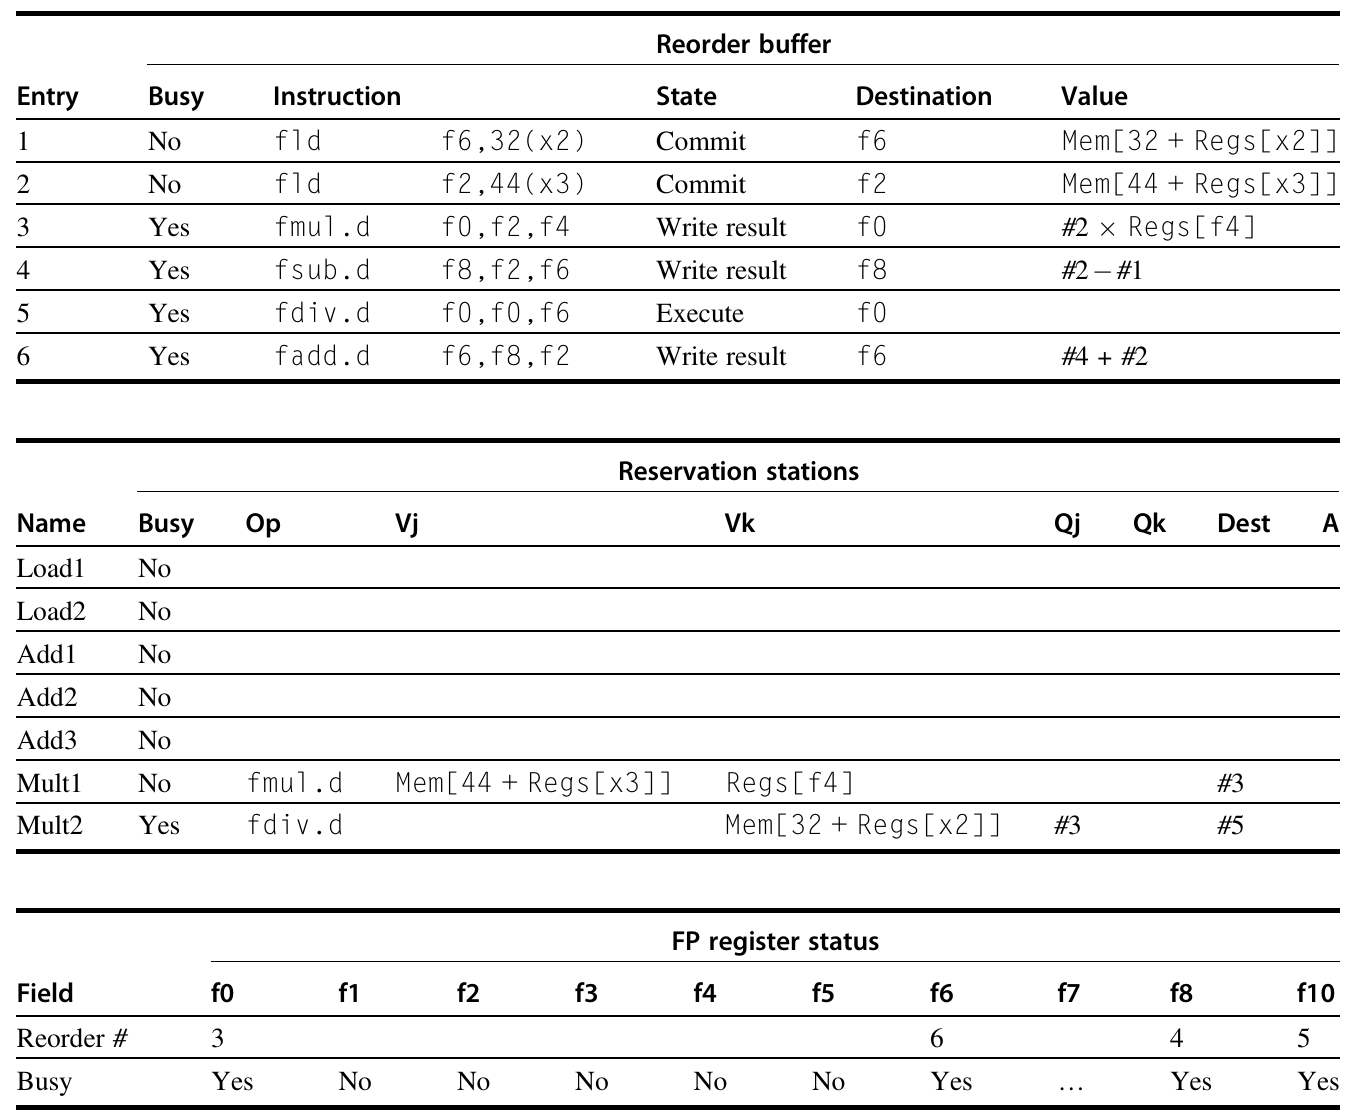 Reorder buffer
Entry Busy Instruction State Destination Value
1 No fld f6,32(x2) Commit f6 Mem[32 + Regs[x2]]
2 No fld f2,44(x3) Commit f2 Mem[44 + Regs[x3]]
3 Yes fmul.d f0,f2,f4 Write result f0 #2 × Regs[f4]
4 Yes fsub.d f8,f2,f6 Write result f8 #2 − #1
5 Yes fdiv.d f0,f0,f6 Execute f0
6 Yes fadd.d f6,f8,f2 Write result f6 #4 + #2
Reservation stations
Name Busy Op Vj Vk Qj Qk Dest A
Load1 No
Load2 No
Add1 No
Add2 No
Add3 No
Mult1 No fmul.d Mem[44 + Regs[x3]] Regs[f4] #3
Mult2 Yes fdiv.d Mem[32 + Regs[x2]] #3 #5
FP register status
Field f0 f1 f2 f3 f4 f5 f6 f7 f8 f10
Reorder # 3 6 4 5
Busy Yes No No No No No Yes … Yes Yes